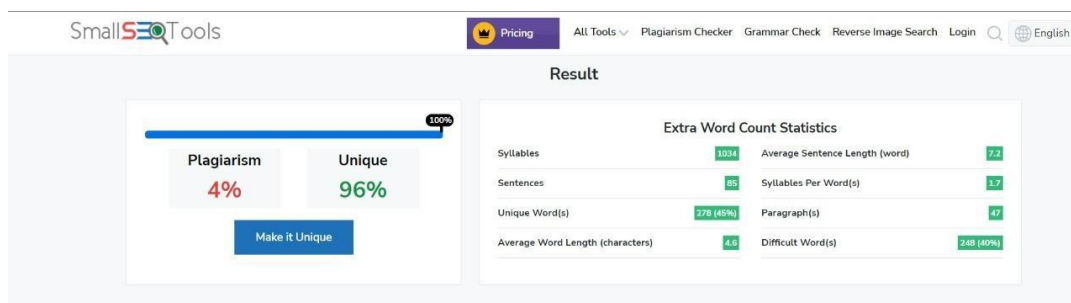 SmallSEOTools
Pricing
All Tools
Plagiarism Checker
Grammar Check
Reverse Image Search
Login
English
Result
100%
Plagiarism
4%
Unique
96%
Make it Unique
Extra Word Count Statistics
Syllables 1034
Average Sentence Length (word) 7.2
Sentences 85
Syllables Per Word(s) 1.7
Unique Word(s) 278 (45%)
Paragraph(s) 47
Average Word Length (characters) 4.6
Difficult Word(s) 248 (40%)